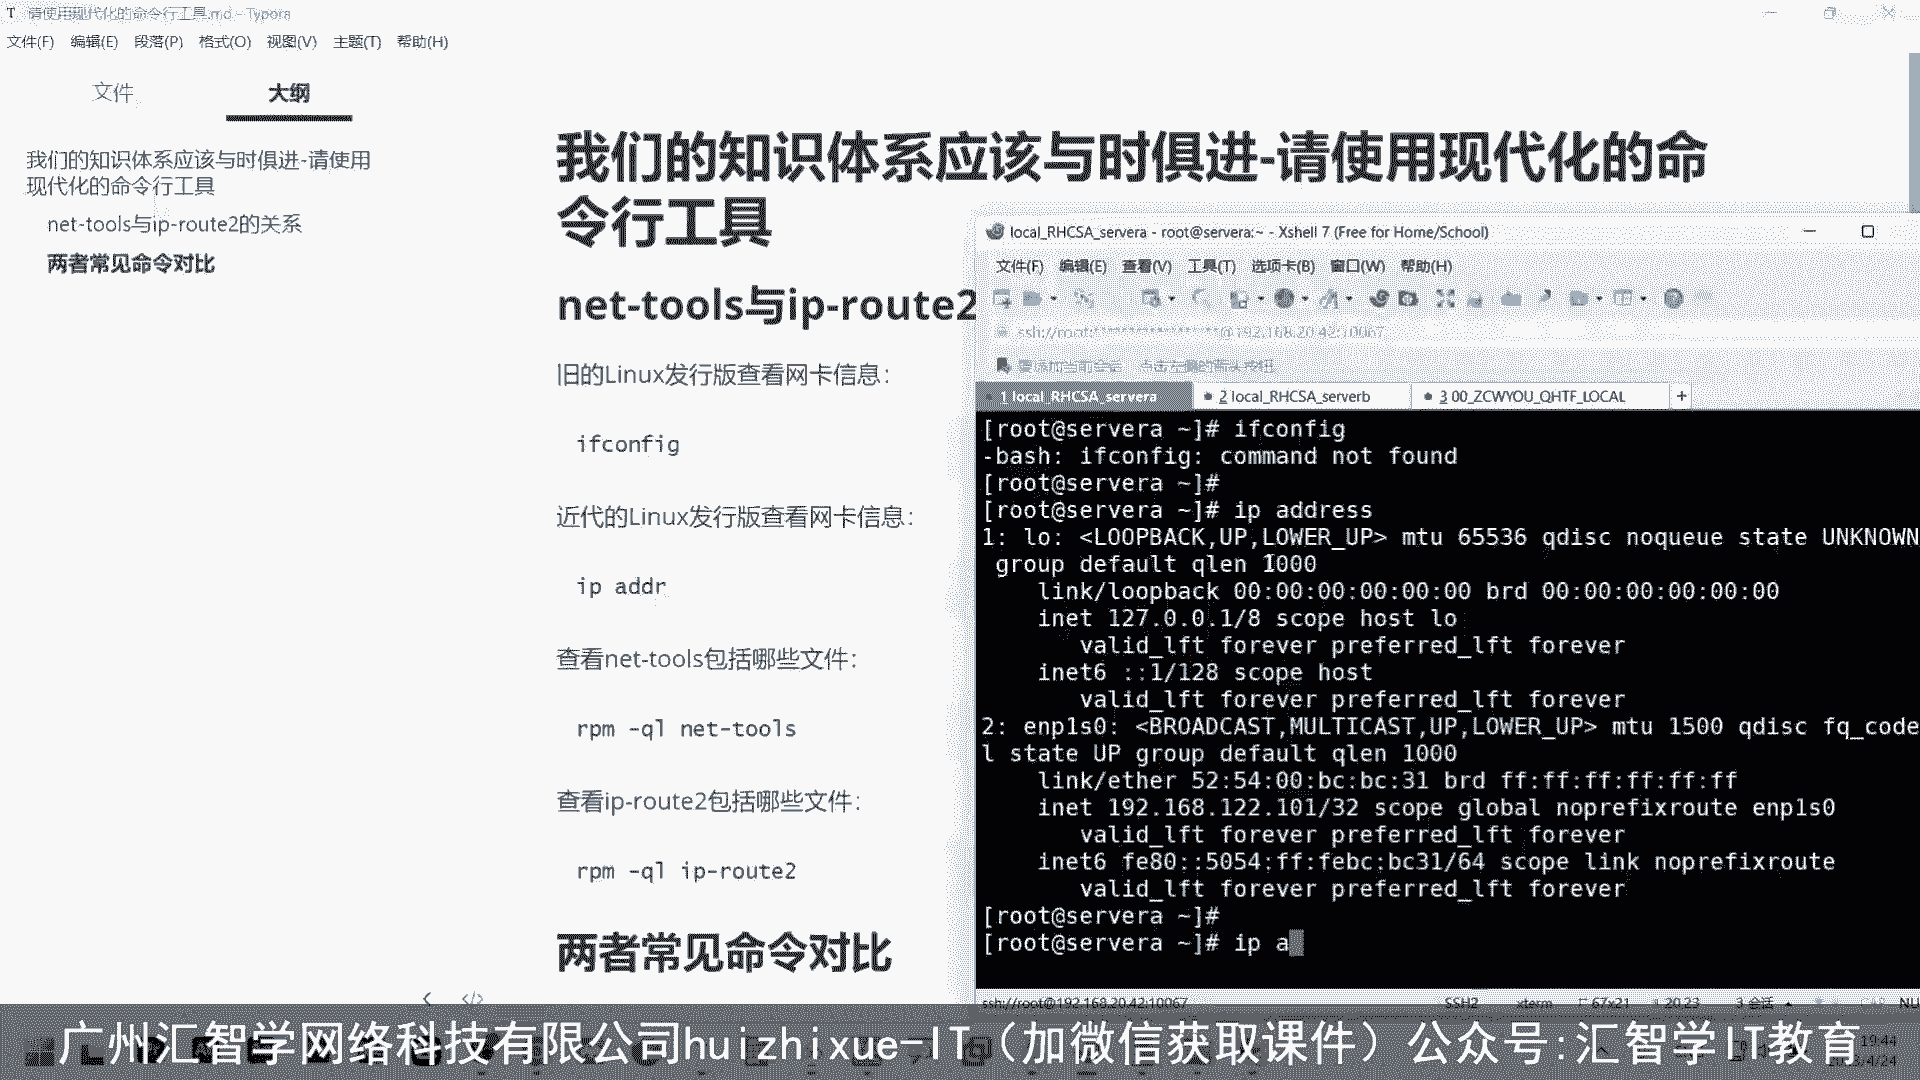 请使用现代化的命令行工具.md - Typora
文件(F) 编辑(E) 段落(P) 格式(O) 视图(V) 主题(T) 帮助(H)
文件 大纲
我们的知识体系应该与时俱进-请使用
现代化的命令行工具
net-tools与ip-route2的关系
两者常见命令对比
我们的知识体系应该与时俱进-请使用现代化的命
令行工具
net-tools与ip-route2
旧的Linux发行版查看网卡信息：
ifconfig
近代的Linux发行版查看网卡信息：
ip addr
查看net-tools包括哪些文件：
rpm -ql net-tools
查看ip-route2包括哪些文件：
rpm -ql ip-route2
两者常见命令对比
local_RHCSA_servera - root@servera:~ - Xshell 7 (Free for Home/School)
文件(F) 编辑(E) 查看(V) 工具(T) 选项卡(B) 窗口(W) 帮助(H)
ssh://root:****************@192.168.20.42:10067
1 local_RHCSA_servera 2 local_RHCSA_serverb 3 00_ZCWYOU_QHTF_LOCAL +
[root@servera ~]# ifconfig
-bash: ifconfig: command not found
[root@servera ~]#
[root@servera ~]# ip address
1: lo: <LOOPBACK,UP,LOWER_UP> mtu 65536 qdisc noqueue state UNKNOWN
group default qlen 1000
link/loopback 00:00:00:00:00:00 brd 00:00:00:00:00:00
inet 127.0.0.1/8 scope host lo
valid_lft forever preferred_lft forever
inet6 ::1/128 scope host
valid_lft forever preferred_lft forever
2: enp1s0: <BROADCAST,MULTICAST,UP,LOWER_UP> mtu 1500 qdisc fq_code
l state UP group default qlen 1000
link/ether 52:54:00:bc:bc:31 brd ff:ff:ff:ff:ff:ff
inet 192.168.122.101/32 scope global noprefixroute enp1s0
valid_lft forever preferred_lft forever
inet6 fe80::5054:ff:febc:bc31/64 scope link noprefixroute
valid_lft forever preferred_lft forever
[root@servera ~]#
[root@servera ~]# ip a
ssh://root@192.168.20.42:10067 SSH2 xterm 67x21 20,23 3 会话 CAP NU
广州汇智学网络科技有限公司huizhixue-IT（加微信获取课件）公众号:汇智学IT教育
19:44